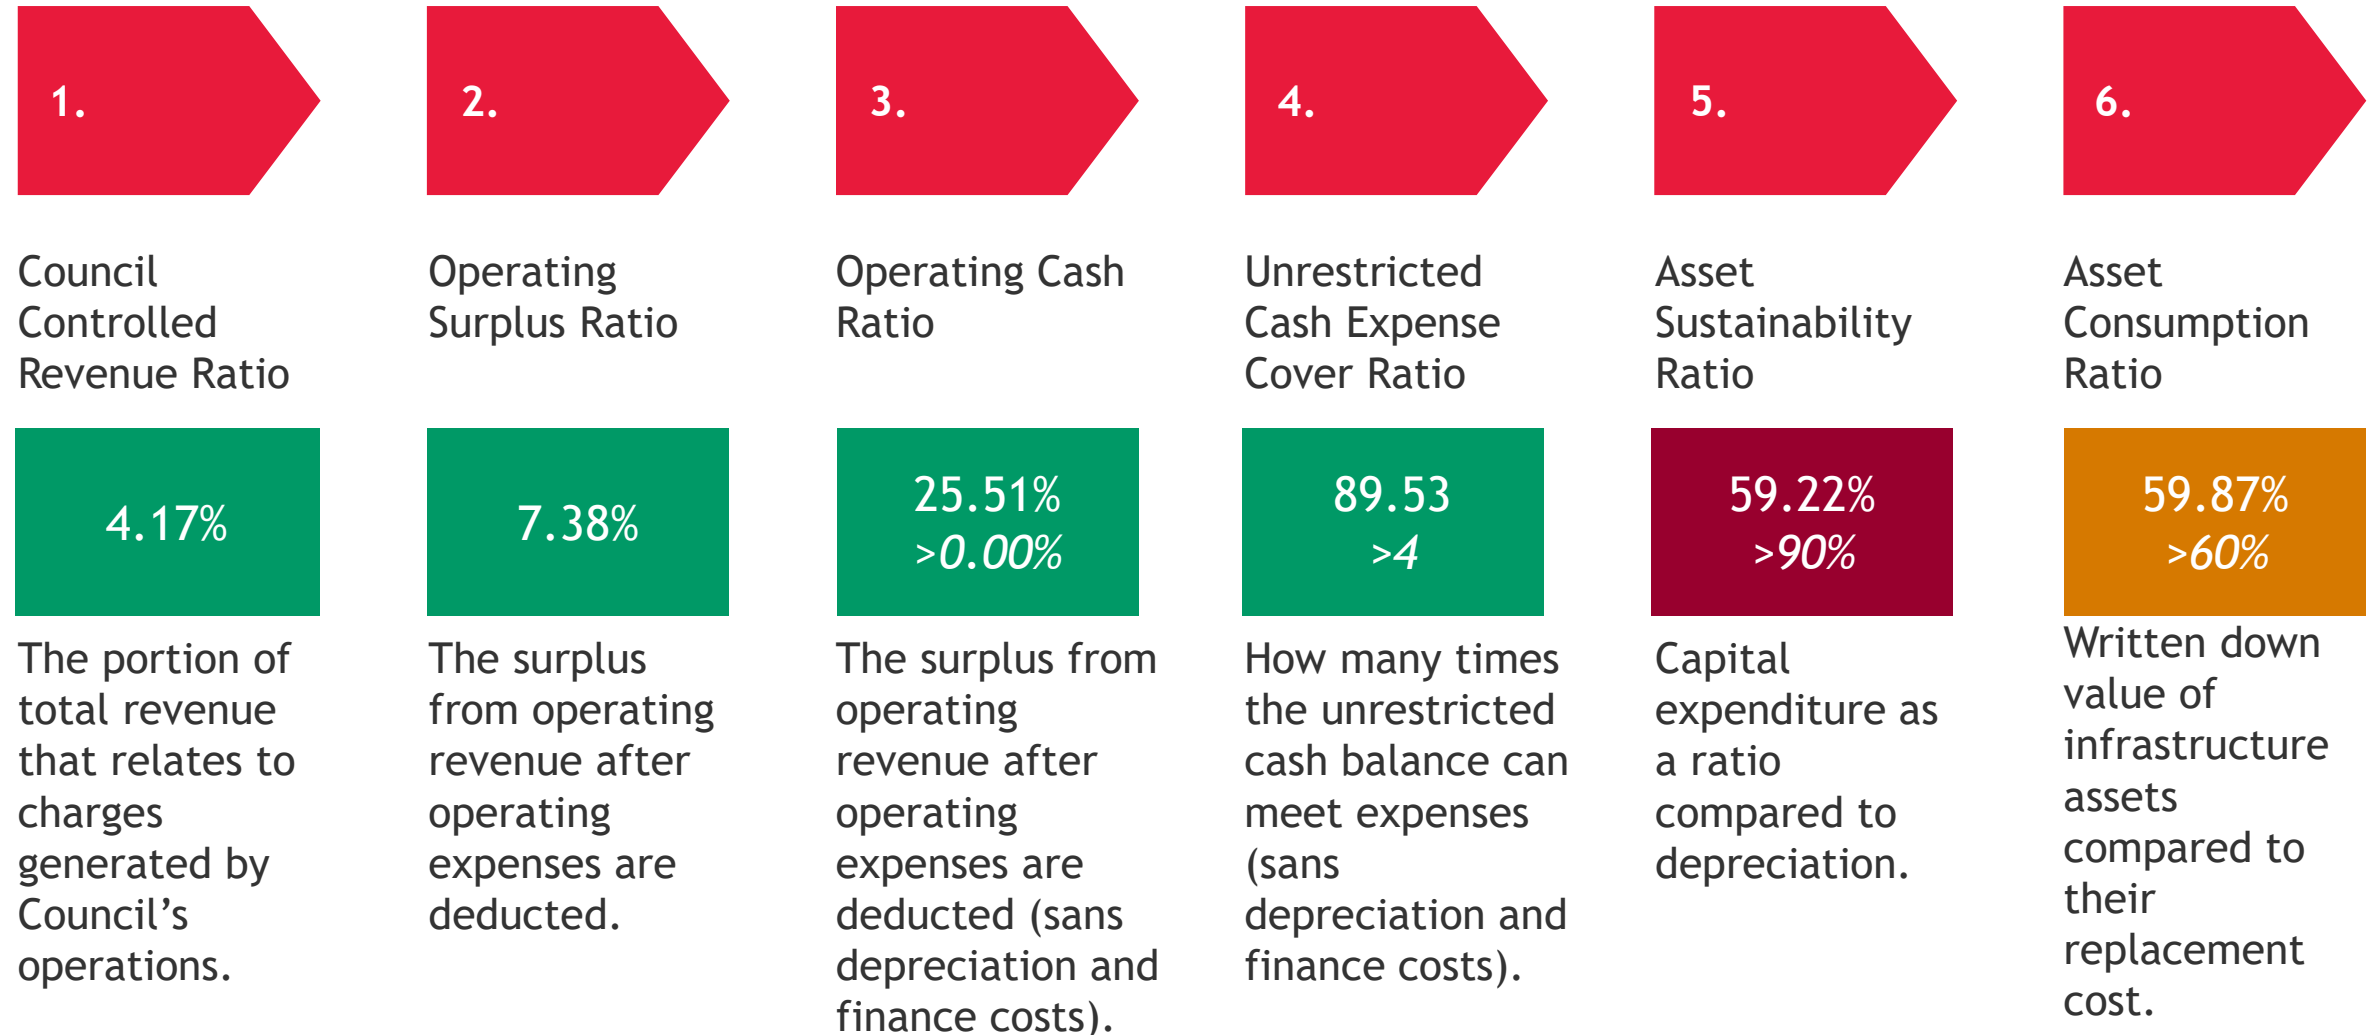 1.
Council
Controlled
Revenue Ratio
4.17%
The portion of
total revenue
that relates to
charges
generated by
Council’s
operations.
2.
Operating
Surplus Ratio
7.38%
The surplus
from operating
revenue after
operating
expenses are
deducted.
3.
Operating Cash
Ratio
25.51%
>0.00%
The surplus from
operating
revenue after
operating
expenses are
deducted (sans
depreciation and
finance costs).
4.
Unrestricted
Cash Expense
Cover Ratio
89.53
>4
How many times
the unrestricted
cash balance can
meet expenses
(sans
depreciation and
finance costs).
5.
Asset
Sustainability
Ratio
59.22%
>90%
Capital
expenditure as
a ratio
compared to
depreciation.
6.
Asset
Consumption
Ratio
59.87%
>60%
Written down
value of
infrastructure
assets
compared to
their
replacement
cost.